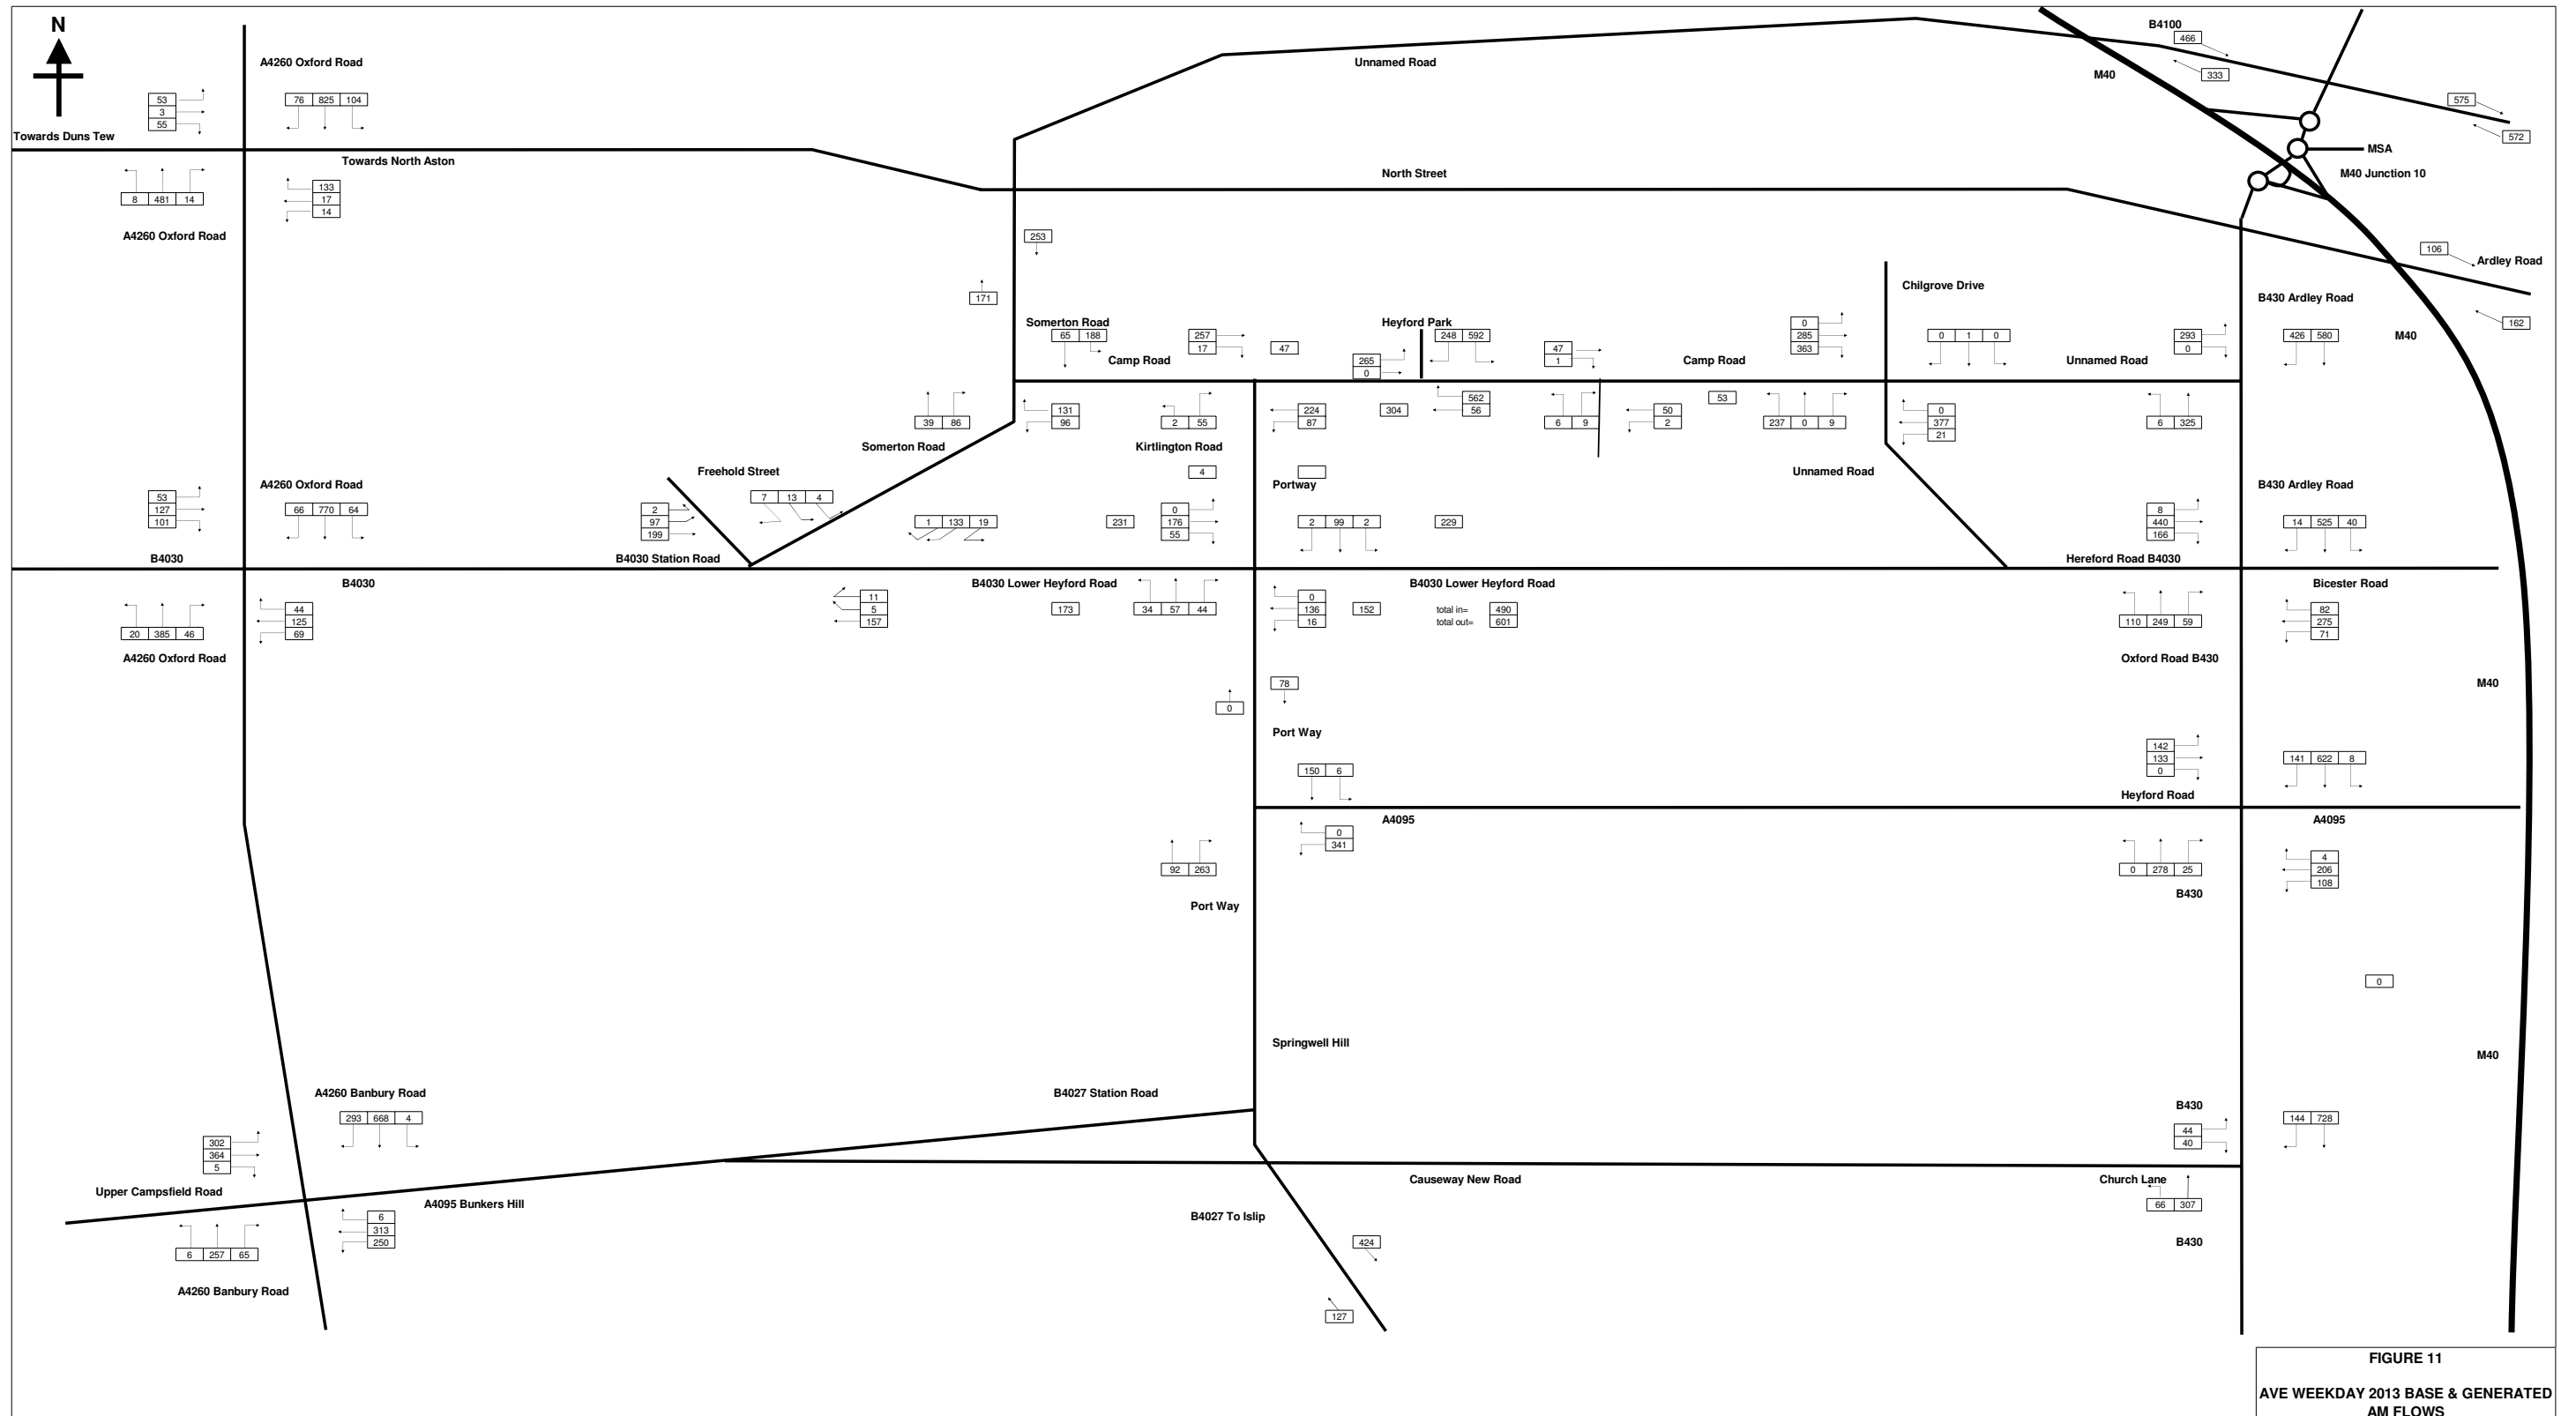 N
B4100
466
A4260 Oxford Road
Unnamed Road
M40
333
53
3
55
76 825 104
575
Towards Duns Tew
572
Towards North Aston
MSA
North Street
M40 Junction 10
8 481 14
133
17
14
A4260 Oxford Road
253
106
Ardley Road
171
Chilgrove Drive
B430 Ardley Road
Somerton Road
65 188
Camp Road
257
17
47
Heyford Park
248 592
265
0
47
1
Camp Road
0
285
363
0 1 0
Unnamed Road
293
0
426 580
M40
162
39 86
131
96
2 55
224
87
304
562
56
6 9
50
2
53
237 0 9
0
377
21
6 325
Somerton Road
Kirtlington Road
4
Freehold Street
Portway
Unnamed Road
A4260 Oxford Road
B430 Ardley Road
53
127
101
66 770 64
2
97
199
7 13 4
1 133 19
231
0
176
55
2 99 2
229
8
440
166
14 525 40
B4030
B4030 Station Road
Hereford Road B4030
B4030
B4030 Lower Heyford Road
B4030 Lower Heyford Road
Bicester Road
20 385 46
44
125
69
11
5
157
173
34 57 44
0
136
16
152
total in= 490
total out= 601
110 249 59
82
275
71
A4260 Oxford Road
Oxford Road B430
78
M40
0
Port Way
150 6
142
133
0
141 622 8
Heyford Road
A4095
A4095
0
341
92 263
0 278 25
4
206
108
Port Way
B430
0
Springwell Hill
M40
A4260 Banbury Road
B4027 Station Road
B430
293 668 4
302
364
5
44
40
144 728
Upper Campsfield Road
Causeway New Road
Church Lane
A4095 Bunkers Hill
66 307
6
313
250
B4027 To Islip
6 257 65
424
B430
A4260 Banbury Road
127
FIGURE 11
AVE WEEKDAY 2013 BASE & GENERATED
AM FLOWS